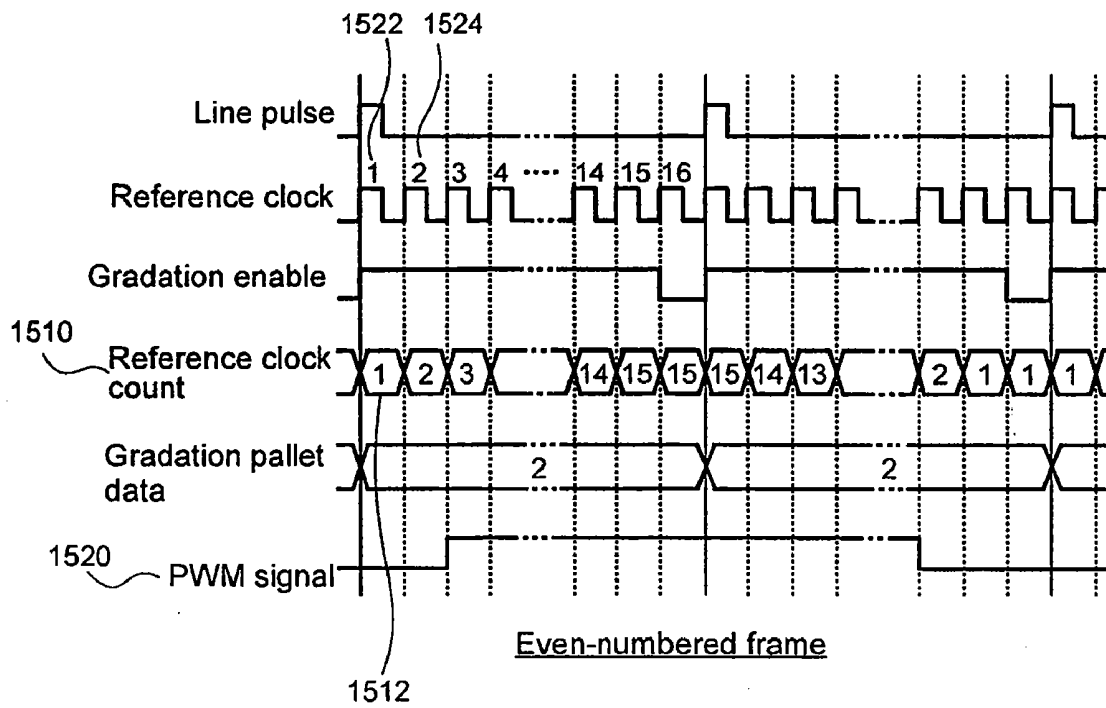 1522 1524
Line pulse
1 2 3 4 ···· 14 15 16
Reference clock
Gradation enable
1510
Reference clock
count
1 2 3 14 15 15 15 14 13 2 1 1 1
Gradation pallet
data
2 2
1520
PWM signal
Even-numbered frame
1512